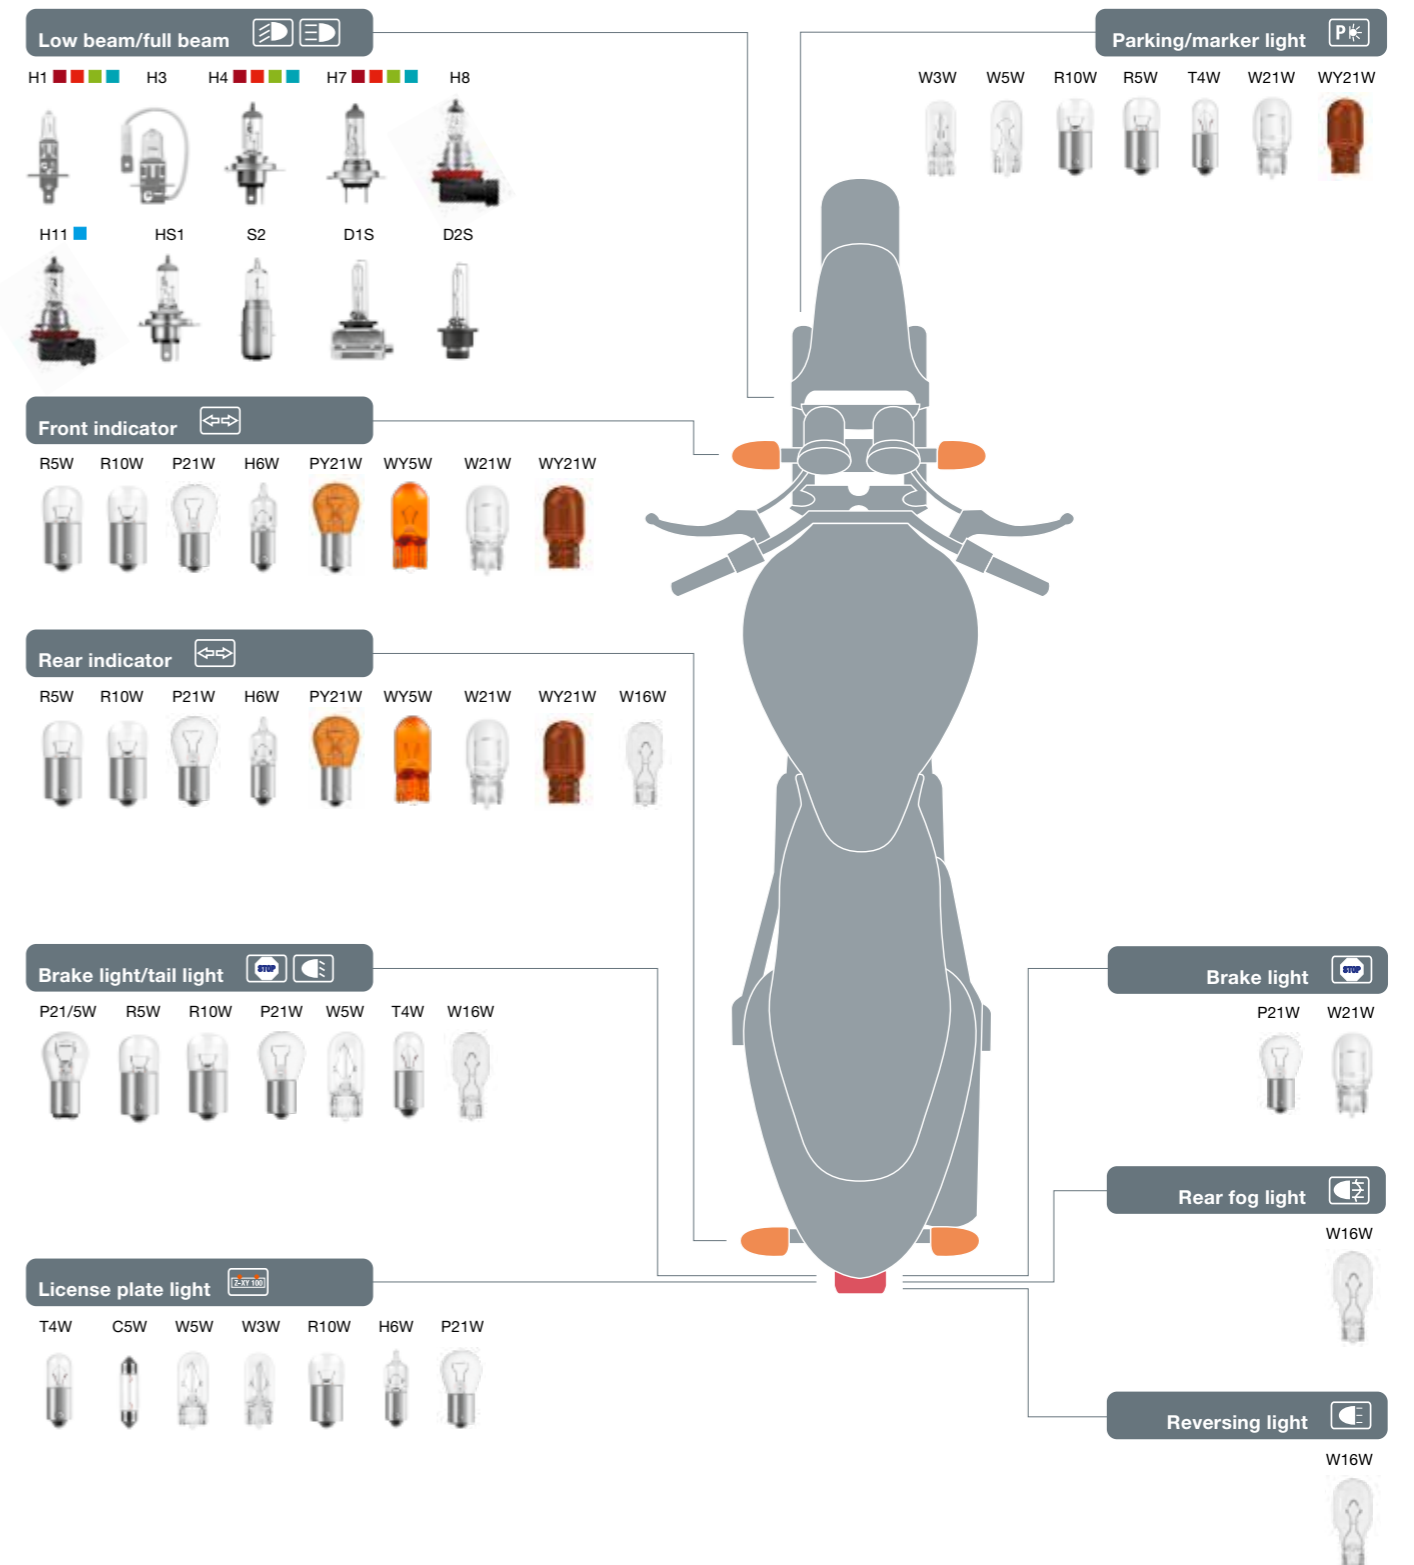 Low beam/full beam
H1 H3 H4 H7 H8
H11 HS1 S2 D1S D2S
Parking/marker light P
W3W W5W R10W R5W T4W W21W WY21W
Front indicator
R5W R10W P21W H6W PY21W WY5W W21W WY21W
Rear indicator
R5W R10W P21W H6W PY21W WY5W W21W WY21W W16W
Brake light/tail light STOP
P21/5W R5W R10W P21W W5W T4W W16W
Brake light STOP
P21W W21W
Rear fog light
W16W
License plate light Z-XY 100
T4W C5W W5W W3W R10W H6W P21W
Reversing light
W16W